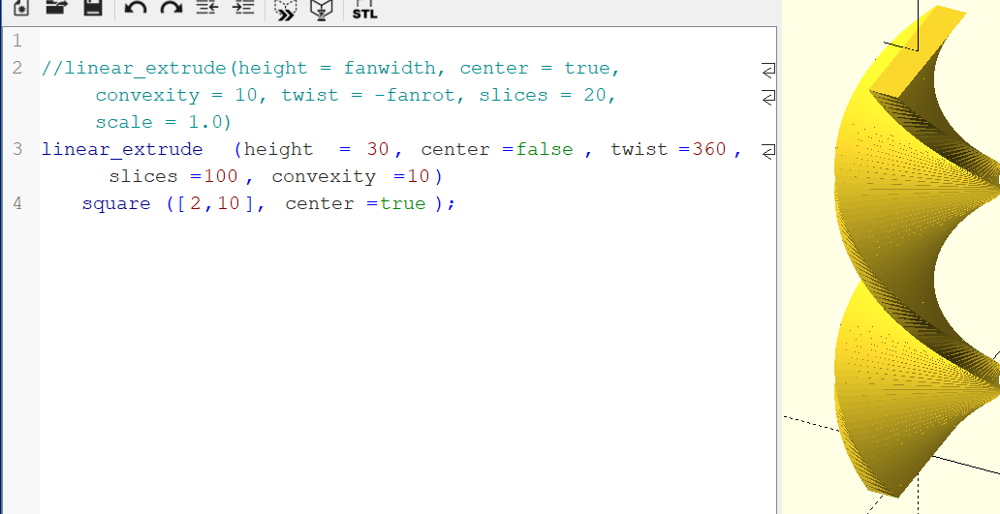 STL
1
2 //linear_extrude(height = fanwidth, center = true,
convexity = 10, twist = -fanrot, slices = 20,
scale = 1.0)
3 linear_extrude (height = 30, center =false , twist =360 ,
slices =100 , convexity =10 )
4 square ([ 2,10 ], center =true );